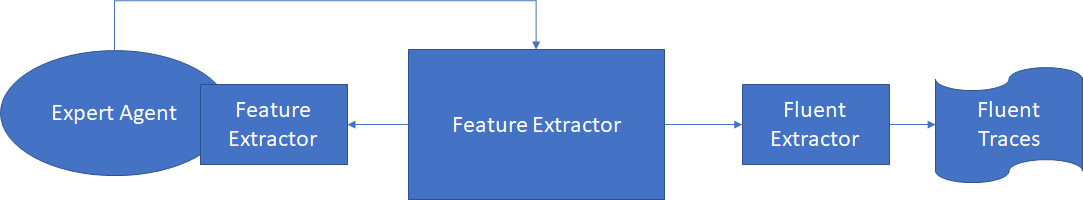 Expert Agent
Feature
Extractor
Feature Extractor
Fluent
Extractor
Fluent
Traces